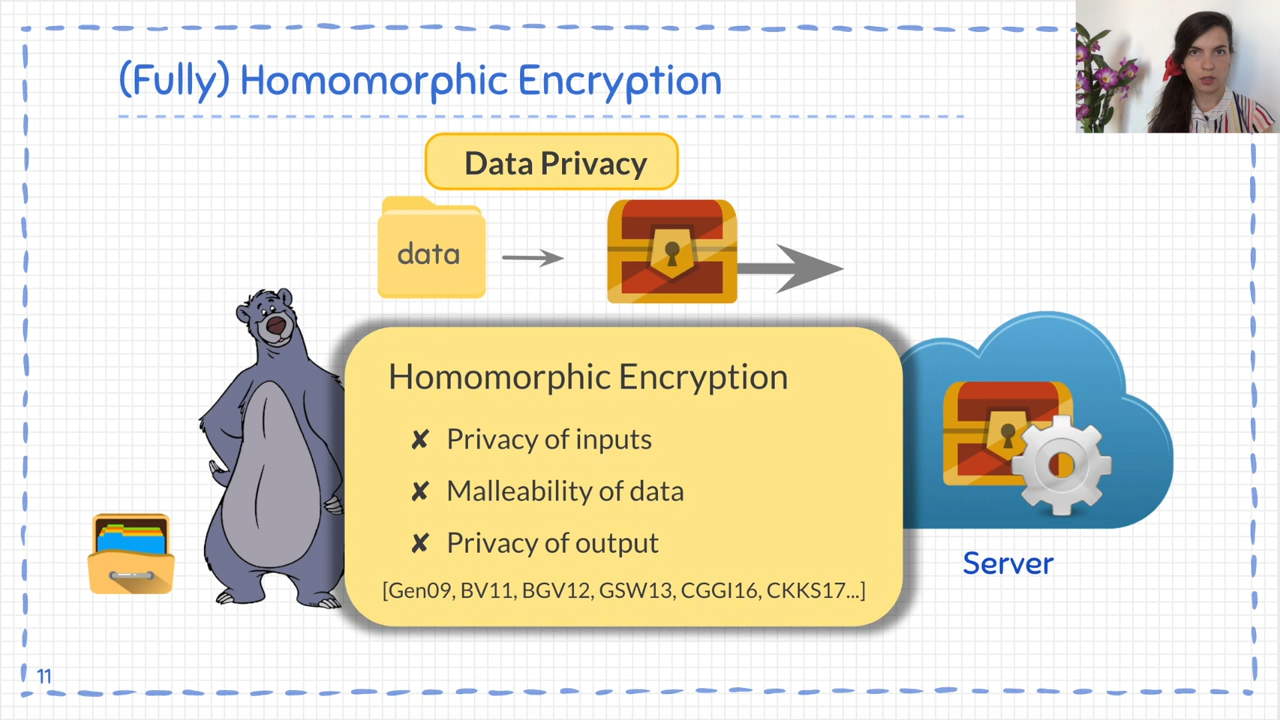 (Fully) Homomorphic Encryption
Data Privacy
data
Homomorphic Encryption
✘ Privacy of inputs
✘ Malleability of data
✘ Privacy of output
[Gen09, BV11, BGV12, GSW13, CGGI16, CKKS17...]
Server
11